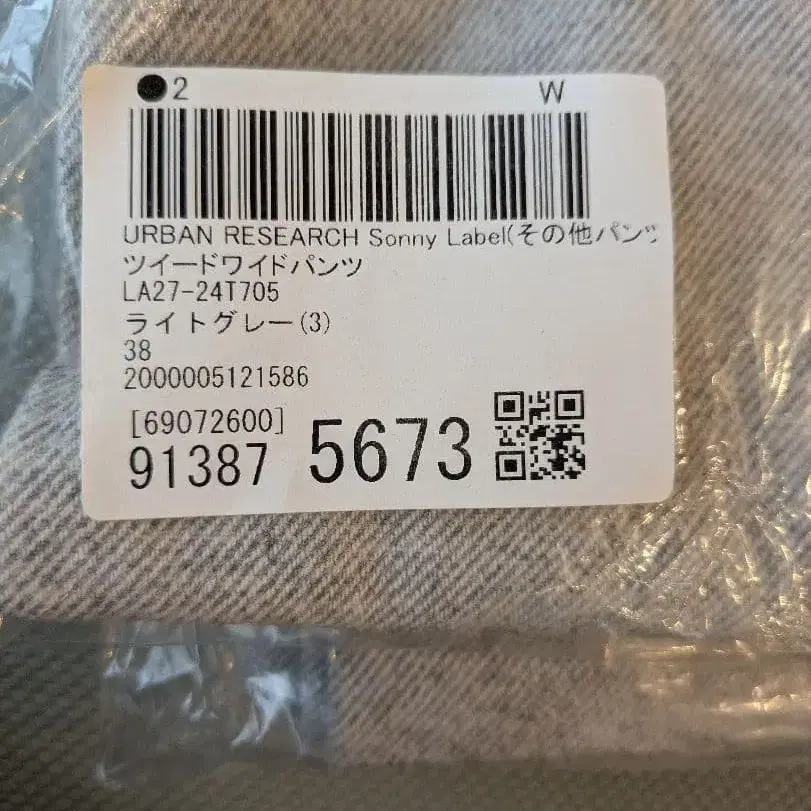 ●2 W
URBAN RESEARCH Sonny Label(その他パンツ
ツイードワイドパンツ
LA27-24T705
ライトグレー(3)
38
2000005121586
[69072600]
91387 5673